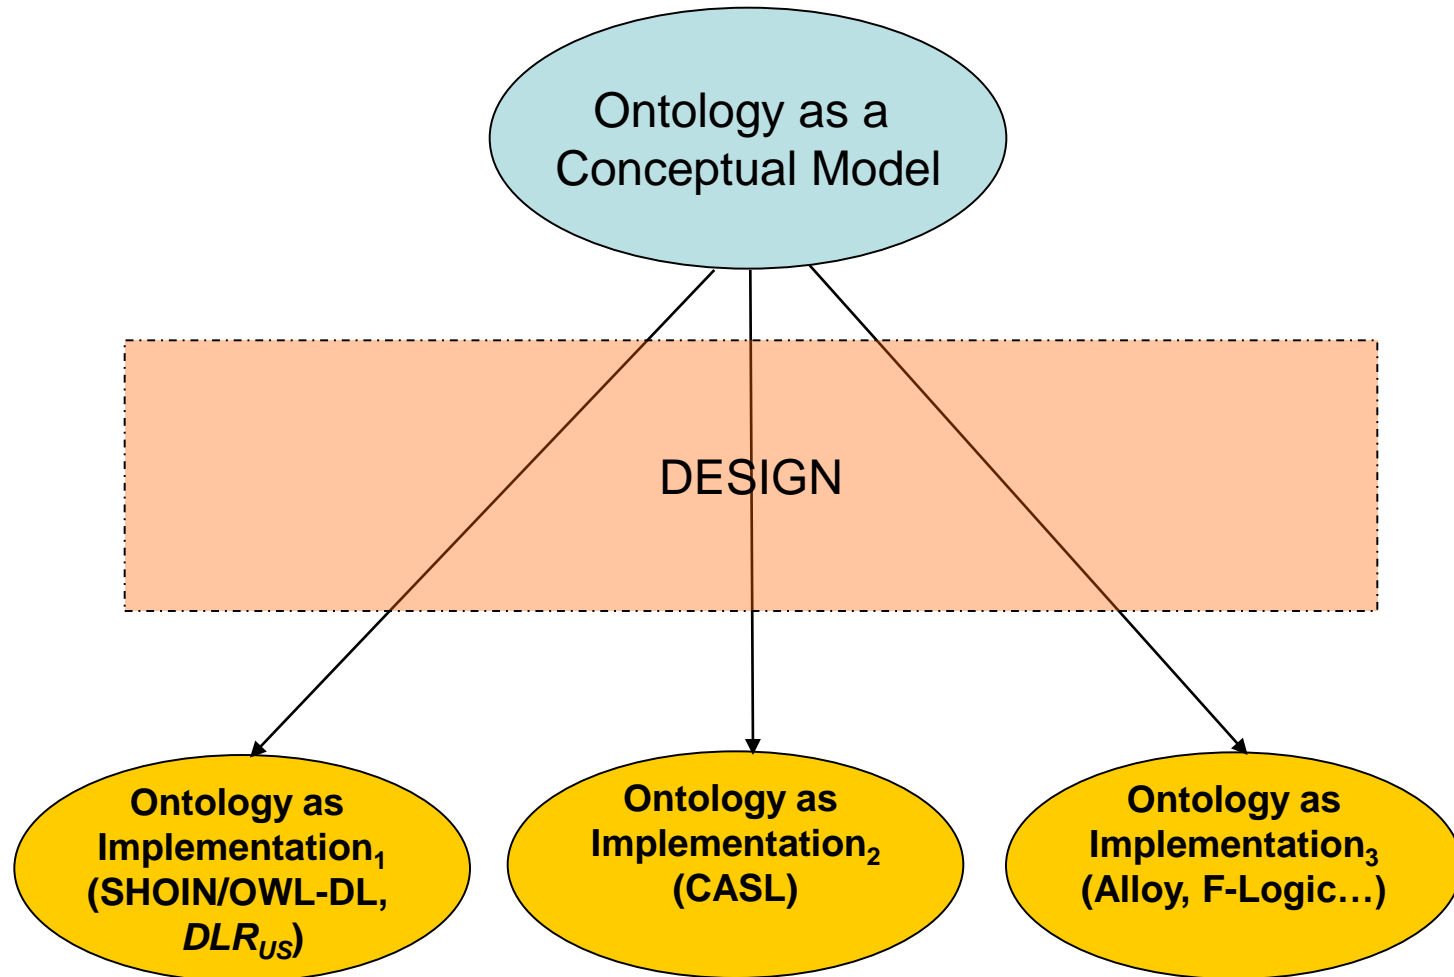 Ontology as a
Conceptual Model
DESIGN
Ontology as
Implementation₁
(SHOIN/OWL-DL,
DLR_US)
Ontology as
Implementation₂
(CASL)
Ontology as
Implementation₃
(Alloy, F-Logic…)